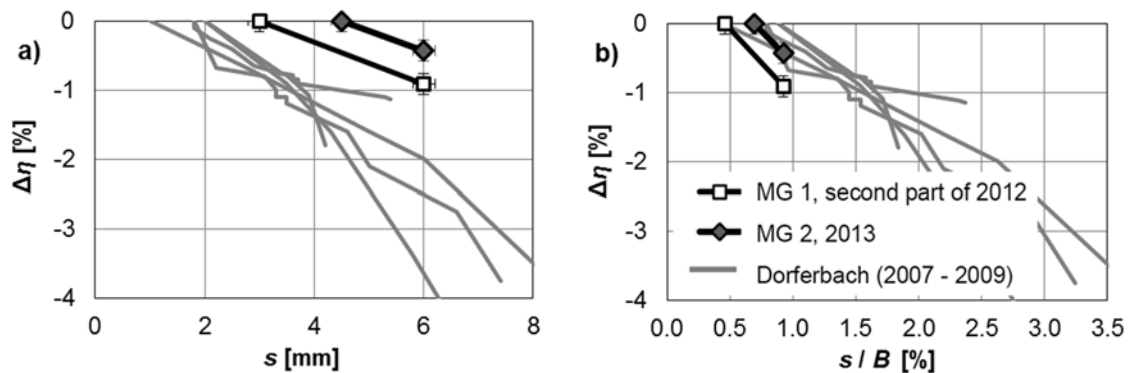 a)
0
-1
-2
-3
-4
Δη [%]
0 2 4 6 8
s [mm]
b)
0
-1
-2
-3
-4
Δη [%]
MG 1, second part of 2012
MG 2, 2013
Dorferbach (2007 - 2009)
0.0 0.5 1.0 1.5 2.0 2.5 3.0 3.5
s / B [%]